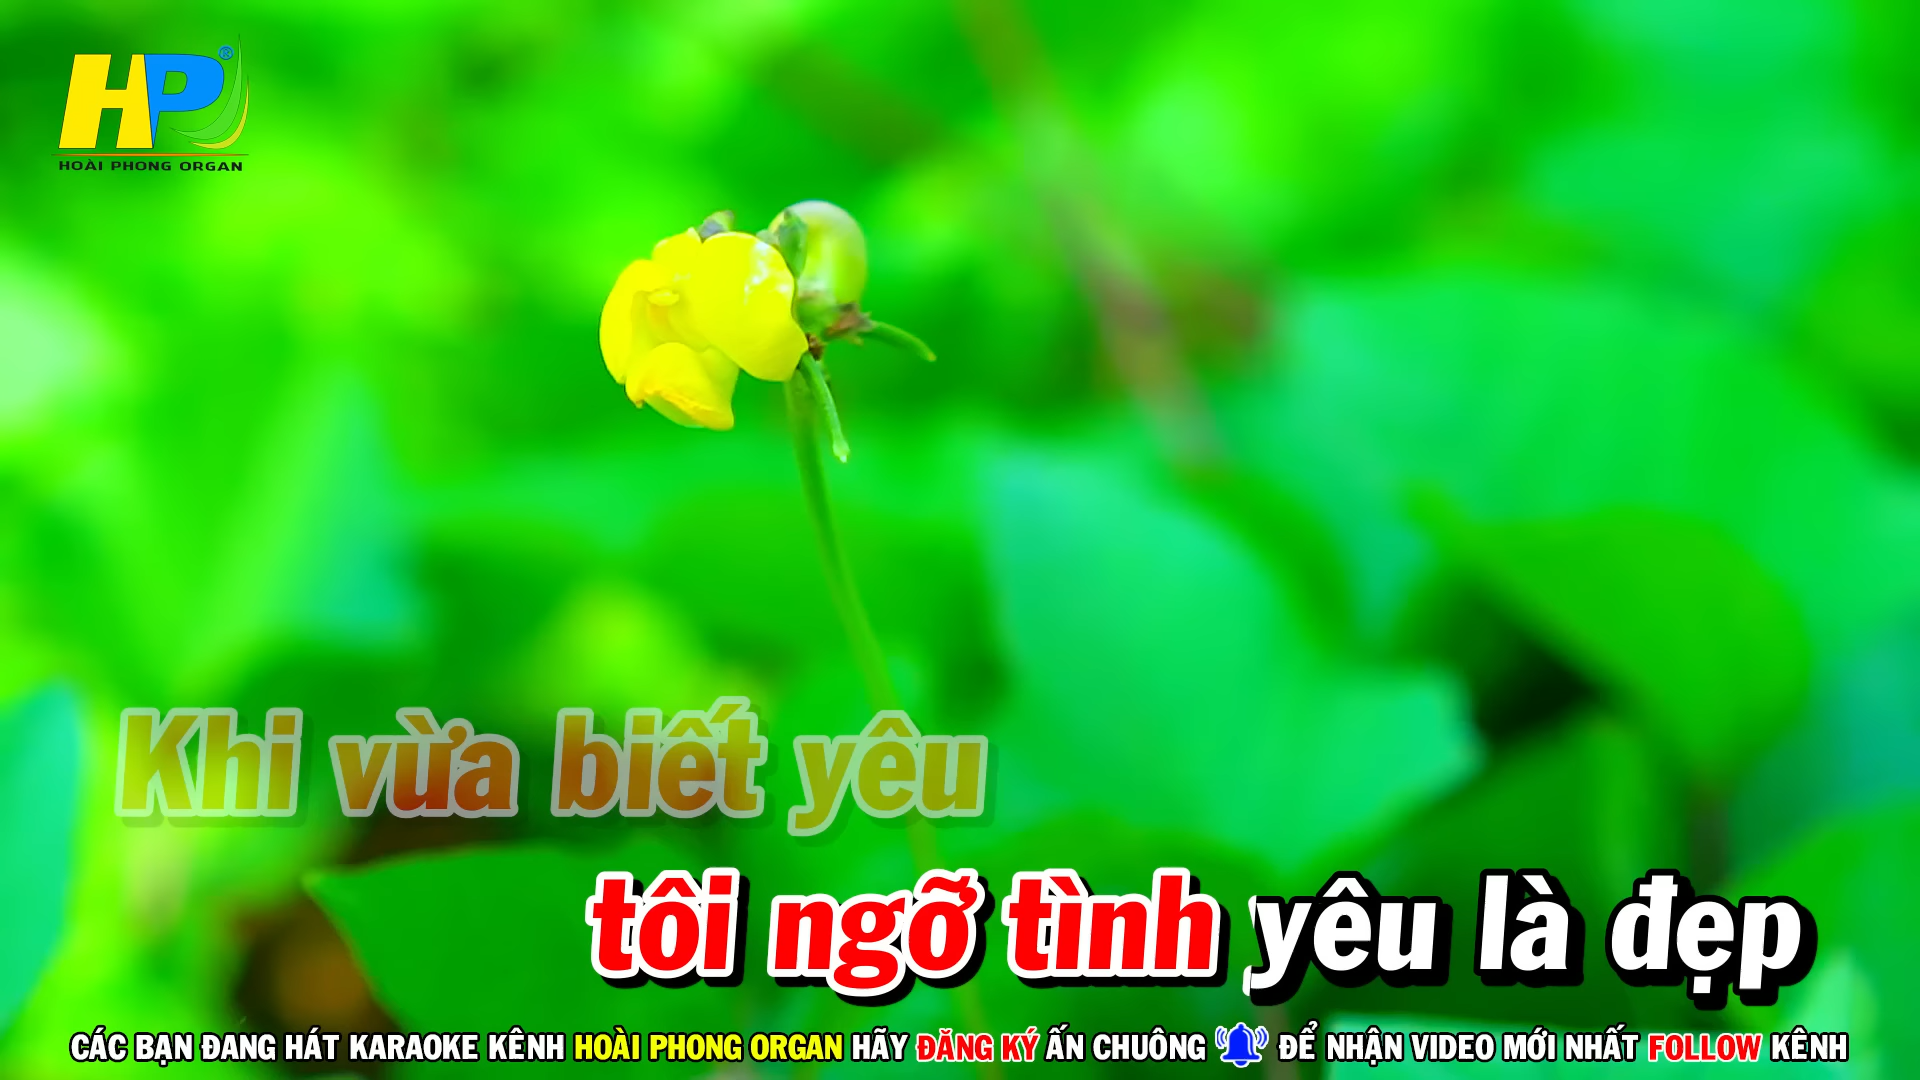 HP®
HOÀI PHONG ORGAN
Khi vừa biết yêu
tôi ngỡ tình yêu là đẹp
CÁC BẠN ĐANG HÁT KARAOKE KÊNH HOÀI PHONG ORGAN HÃY ĐĂNG KÝ ẤN CHUÔNG ĐỂ NHẬN VIDEO MỚI NHẤT FOLLOW KÊNH